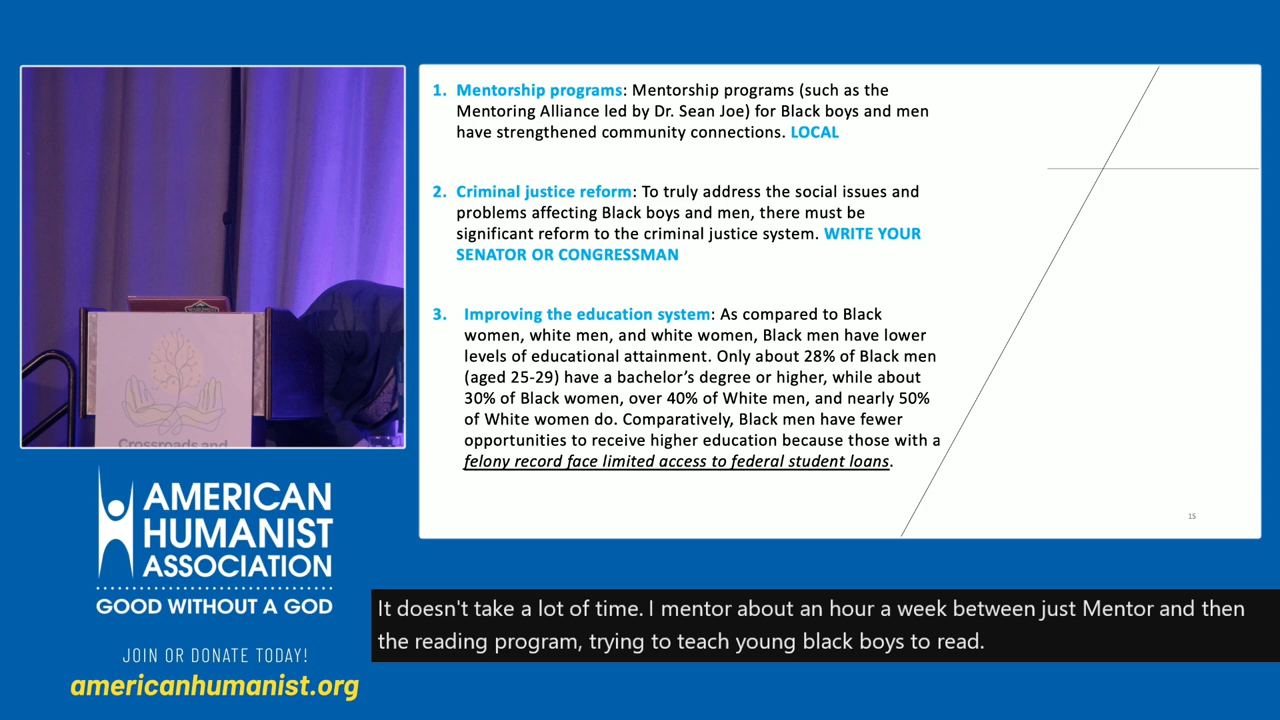 1. Mentorship programs: Mentorship programs (such as the
Mentoring Alliance led by Dr. Sean Joe) for Black boys and men
have strengthened community connections. LOCAL
2. Criminal justice reform: To truly address the social issues and
problems affecting Black boys and men, there must be
significant reform to the criminal justice system. WRITE YOUR
SENATOR OR CONGRESSMAN
3. Improving the education system: As compared to Black
women, white men, and white women, Black men have lower
levels of educational attainment. Only about 28% of Black men
(aged 25-29) have a bachelor’s degree or higher, while about
30% of Black women, over 40% of White men, and nearly 50%
of White women do. Comparatively, Black men have fewer
opportunities to receive higher education because those with a
felony record face limited access to federal student loans.
15
Crossroads and
AMERICAN
HUMANIST
ASSOCIATION
GOOD WITHOUT A GOD
JOIN OR DONATE TODAY!
americanhumanist.org
It doesn't take a lot of time. I mentor about an hour a week between just Mentor and then
the reading program, trying to teach young black boys to read.